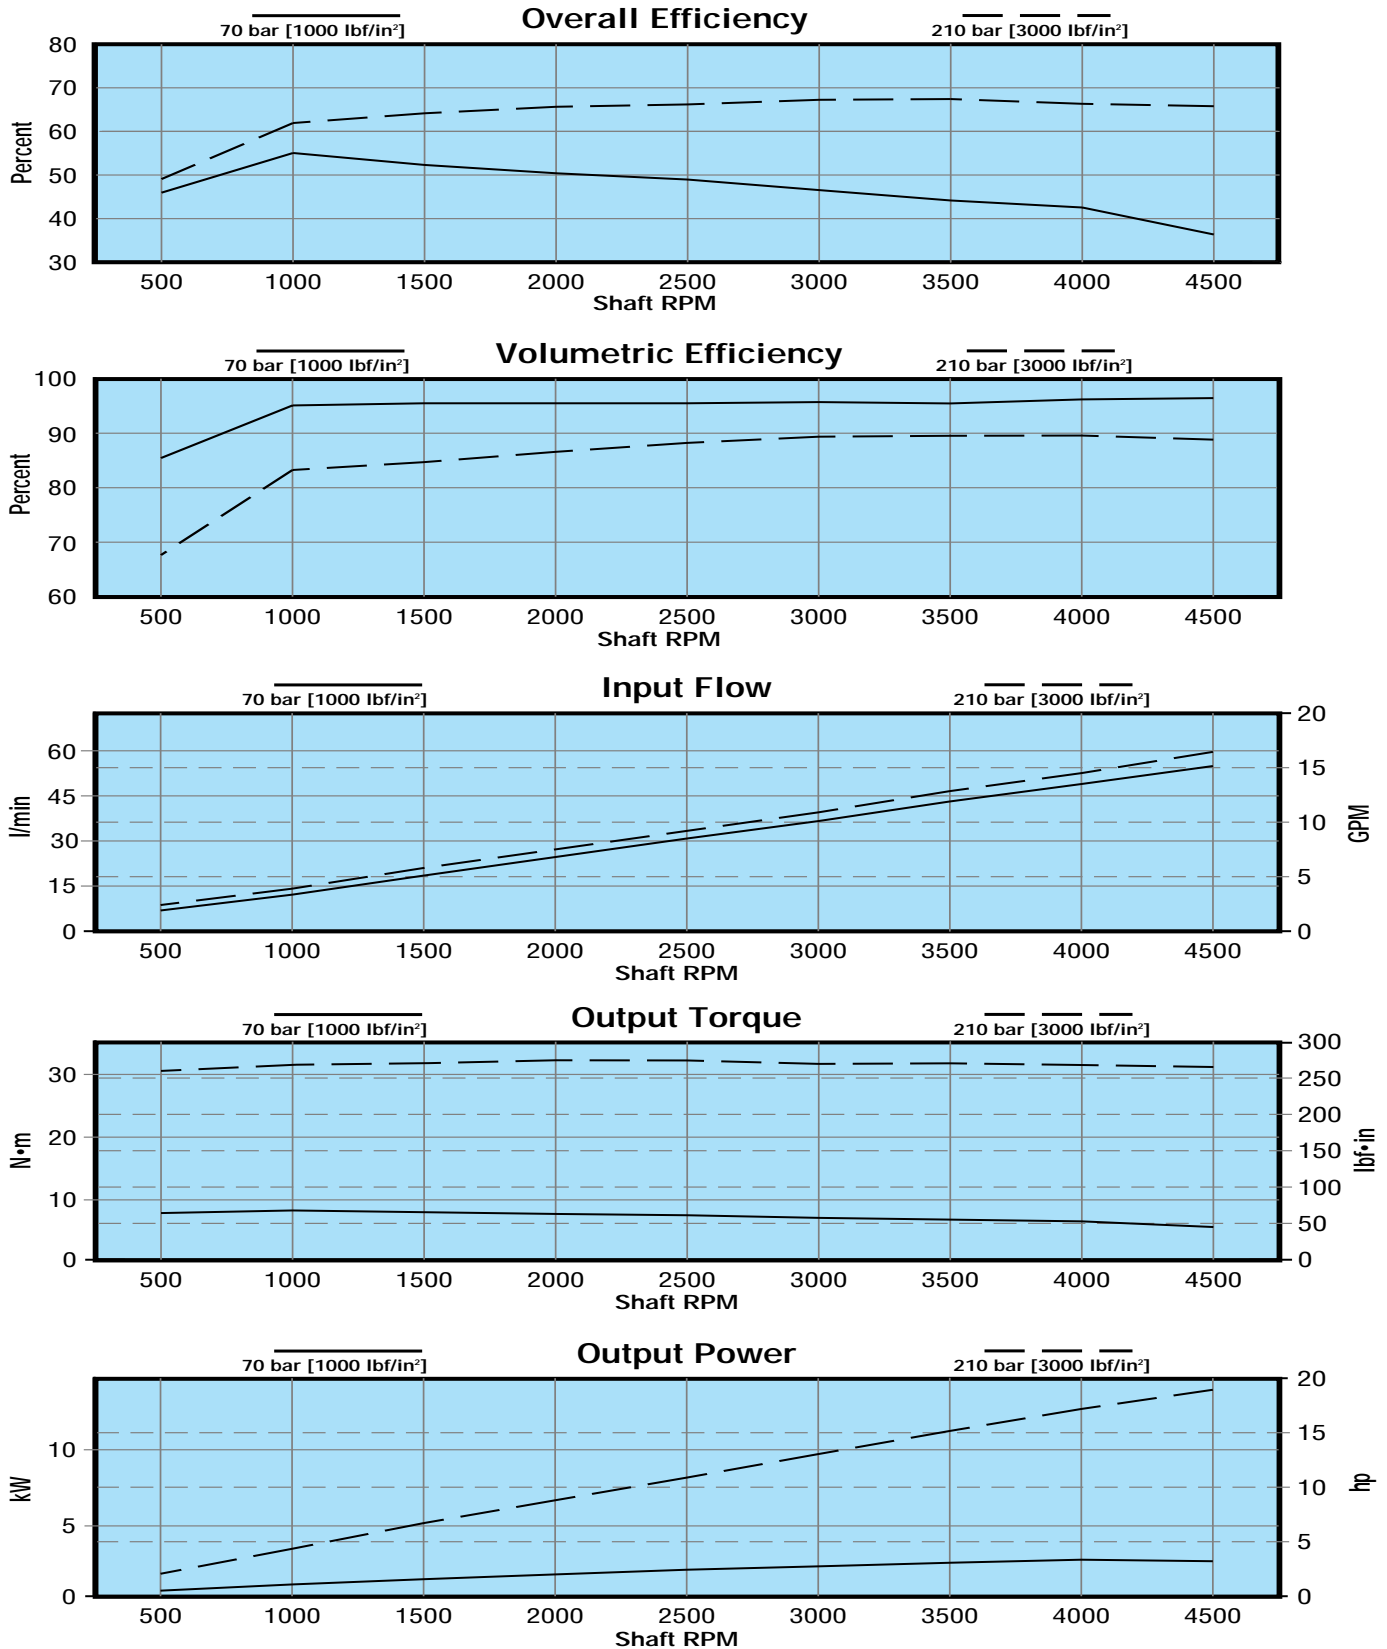 Overall Efficiency
70 bar [1000 lbf/in²]
210 bar [3000 lbf/in²]
80
70
60
50
40
30
Percent
500 1000 1500 2000 2500 3000 3500 4000 4500
Shaft RPM
Volumetric Efficiency
70 bar [1000 lbf/in²]
210 bar [3000 lbf/in²]
100
90
80
70
60
Percent
500 1000 1500 2000 2500 3000 3500 4000 4500
Shaft RPM
Input Flow
70 bar [1000 lbf/in²]
210 bar [3000 lbf/in²]
60
45
30
15
0
l/min
20
15
10
5
0
GPM
500 1000 1500 2000 2500 3000 3500 4000 4500
Shaft RPM
Output Torque
70 bar [1000 lbf/in²]
210 bar [3000 lbf/in²]
30
20
10
0
N•m
300
250
200
150
100
50
0
lbf•in
500 1000 1500 2000 2500 3000 3500 4000 4500
Shaft RPM
Output Power
70 bar [1000 lbf/in²]
210 bar [3000 lbf/in²]
10
5
0
kW
20
15
10
5
0
hp
500 1000 1500 2000 2500 3000 3500 4000 4500
Shaft RPM